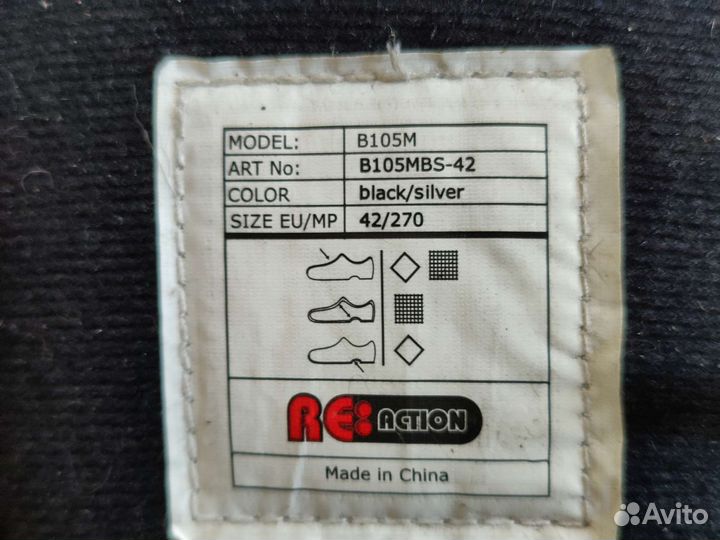 MODEL: B105M
ART No: B105MBS-42
COLOR black/silver
SIZE EU/MP 42/270
RE:ACTION
Made in China
Avito